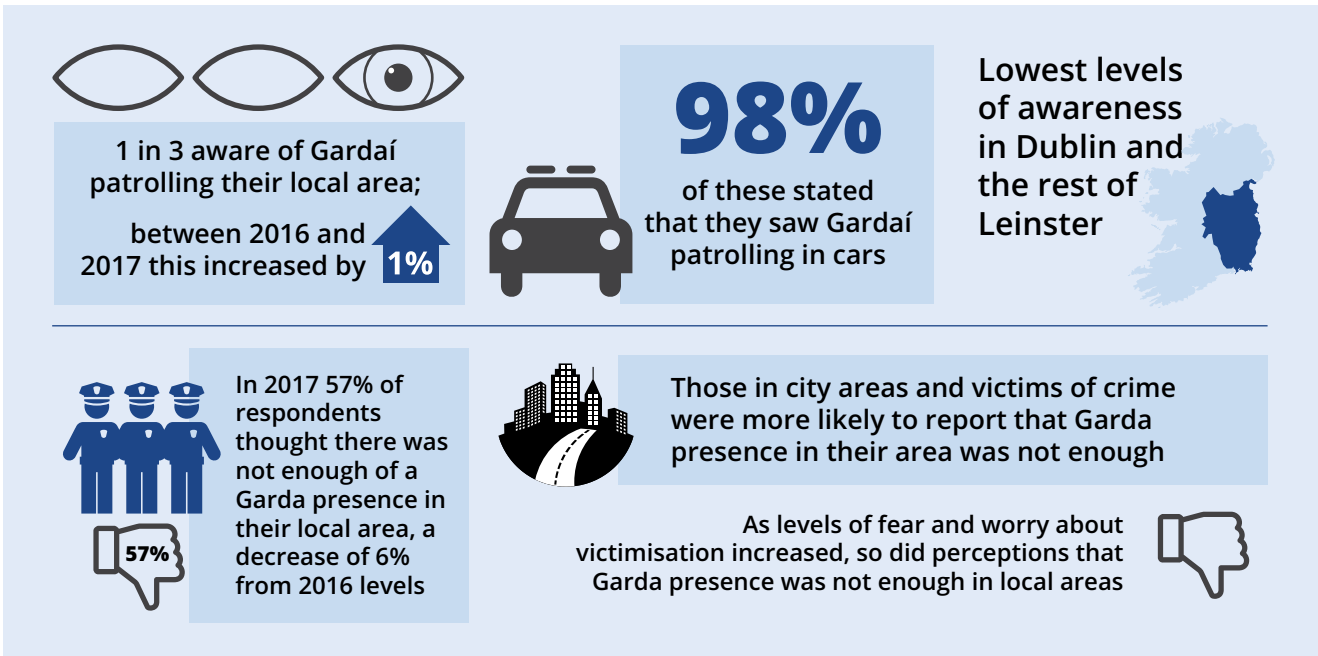 1 in 3 aware of Gardaí
patrolling their local area;
between 2016 and
2017 this increased by
1%
98%
of these stated
that they saw Gardaí
patrolling in cars
Lowest levels
of awareness
in Dublin and
the rest of
Leinster
In 2017 57% of
respondents
thought there was
not enough of a
Garda presence in
their local area, a
decrease of 6%
from 2016 levels
57%
Those in city areas and victims of crime
were more likely to report that Garda
presence in their area was not enough
As levels of fear and worry about
victimisation increased, so did perceptions that
Garda presence was not enough in local areas